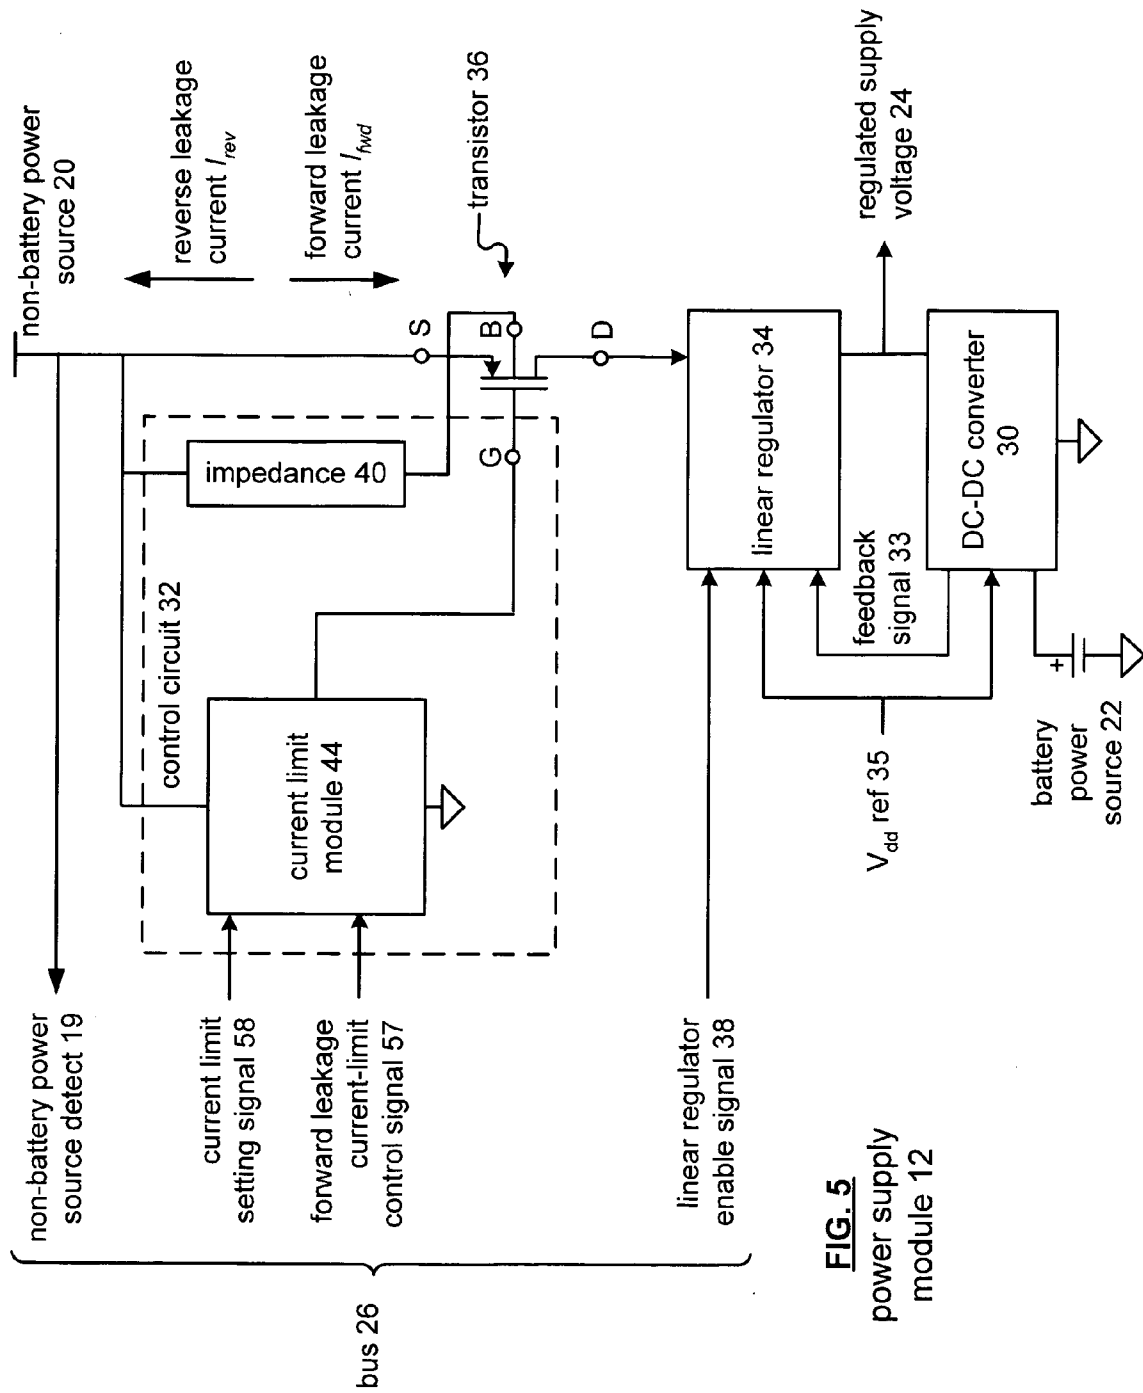 non-battery power
source 20
reverse leakage
current I_rev
forward leakage
current I_fwd
transistor 36
S
B
G
D
impedance 40
control circuit 32
current limit
module 44
non-battery power
source detect 19
current limit
setting signal 58
forward leakage
current-limit
control signal 57
linear regulator
enable signal 38
bus 26
linear regulator 34
regulated supply
voltage 24
feedback
signal 33
DC-DC converter
30
V_dd ref 35
+
battery
power
source 22
FIG. 5
power supply
module 12